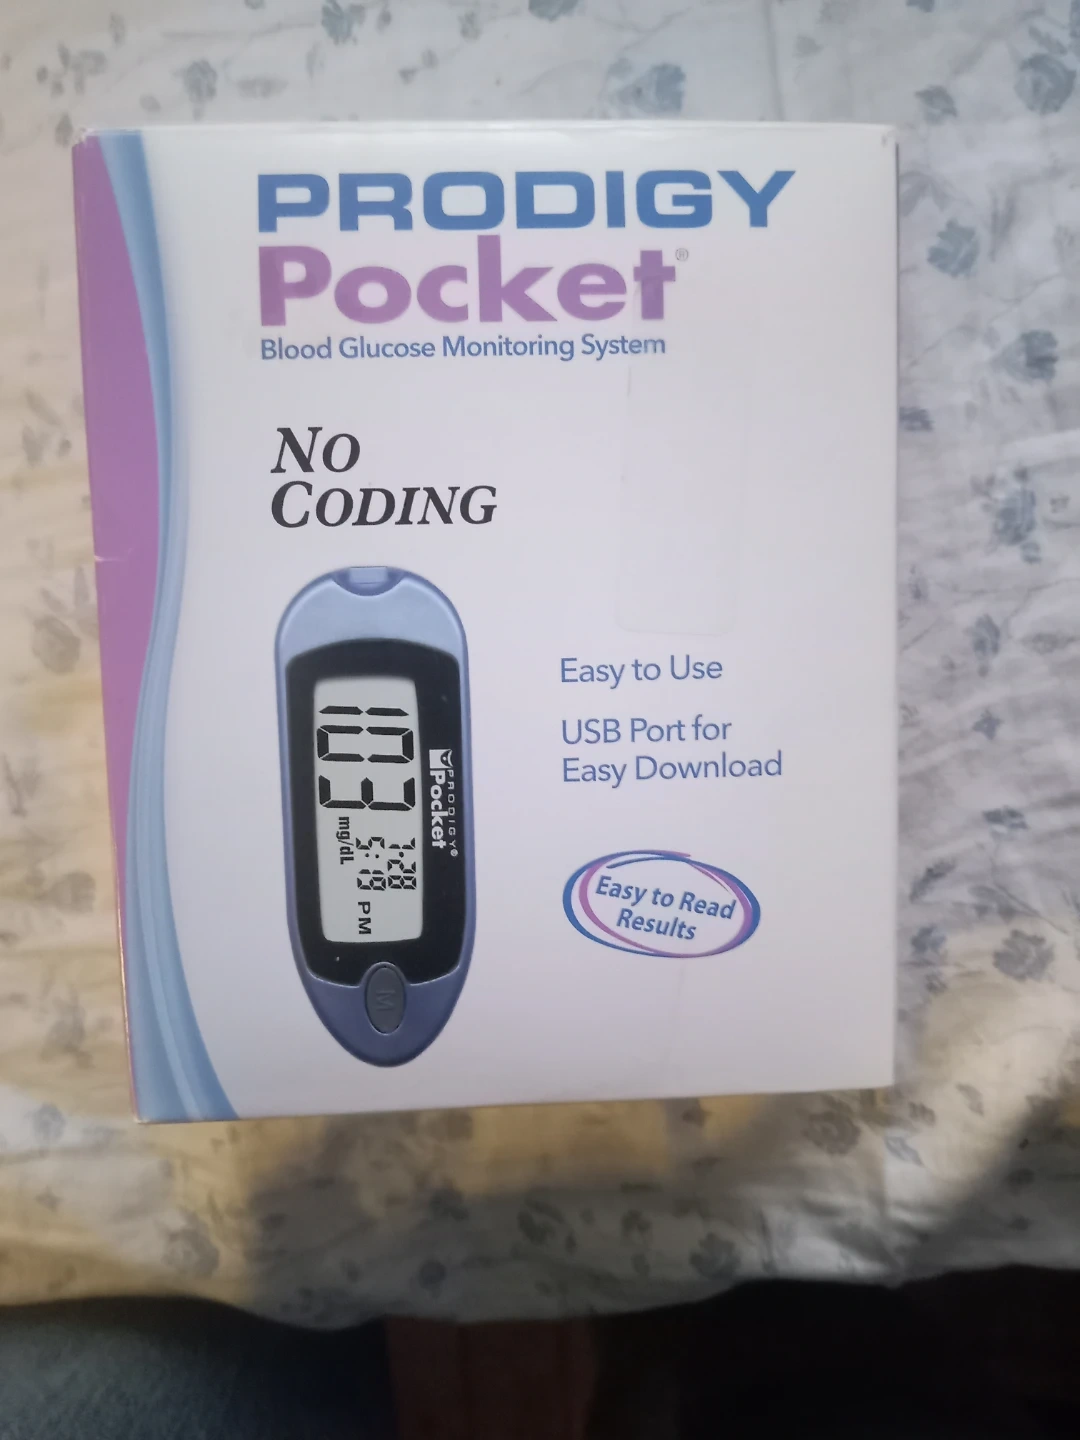 PRODIGY
Pocket®
Blood Glucose Monitoring System
NO
CODING
Easy to Use
USB Port for
Easy Download
Easy to Read
Results
PRODIGY®
Pocket
103
mg/dL
7-28
5:19 PM
M